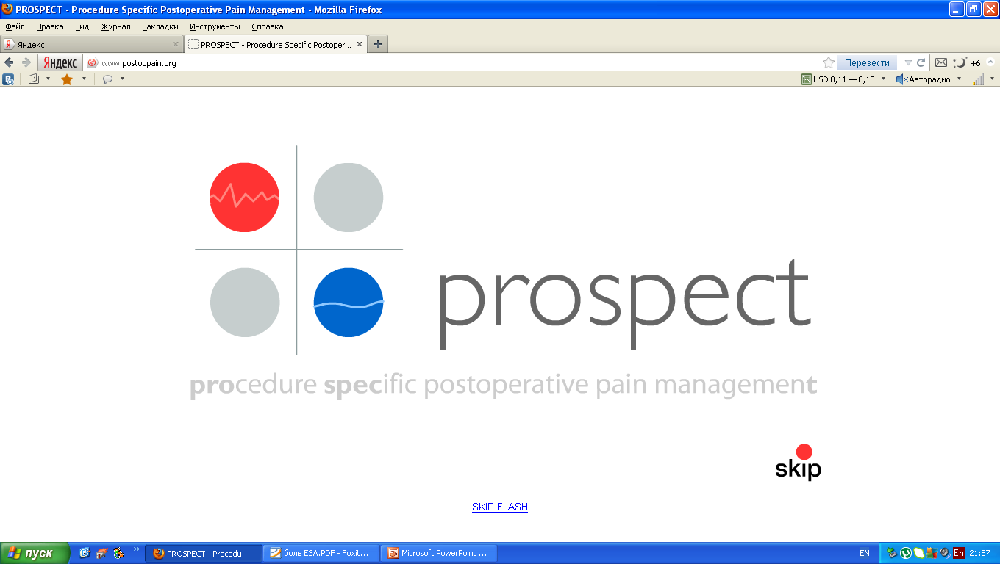 PROSPECT - Procedure Specific Postoperative Pain Management - Mozilla Firefox
Файл Правка Вид Журнал Закладки Инструменты Справка
Яндекс PROSPECT - Procedure Specific Postoper...
Яндекс www.postoppain.org Перевести +6
USD 8,11 — 8,13 Авторадио
prospect
procedure specific postoperative pain management
skip
SKIP FLASH
пуск PROSPECT - Procedu... боль ESA.PDF - Foxit... Microsoft PowerPoint ... EN En 21:57